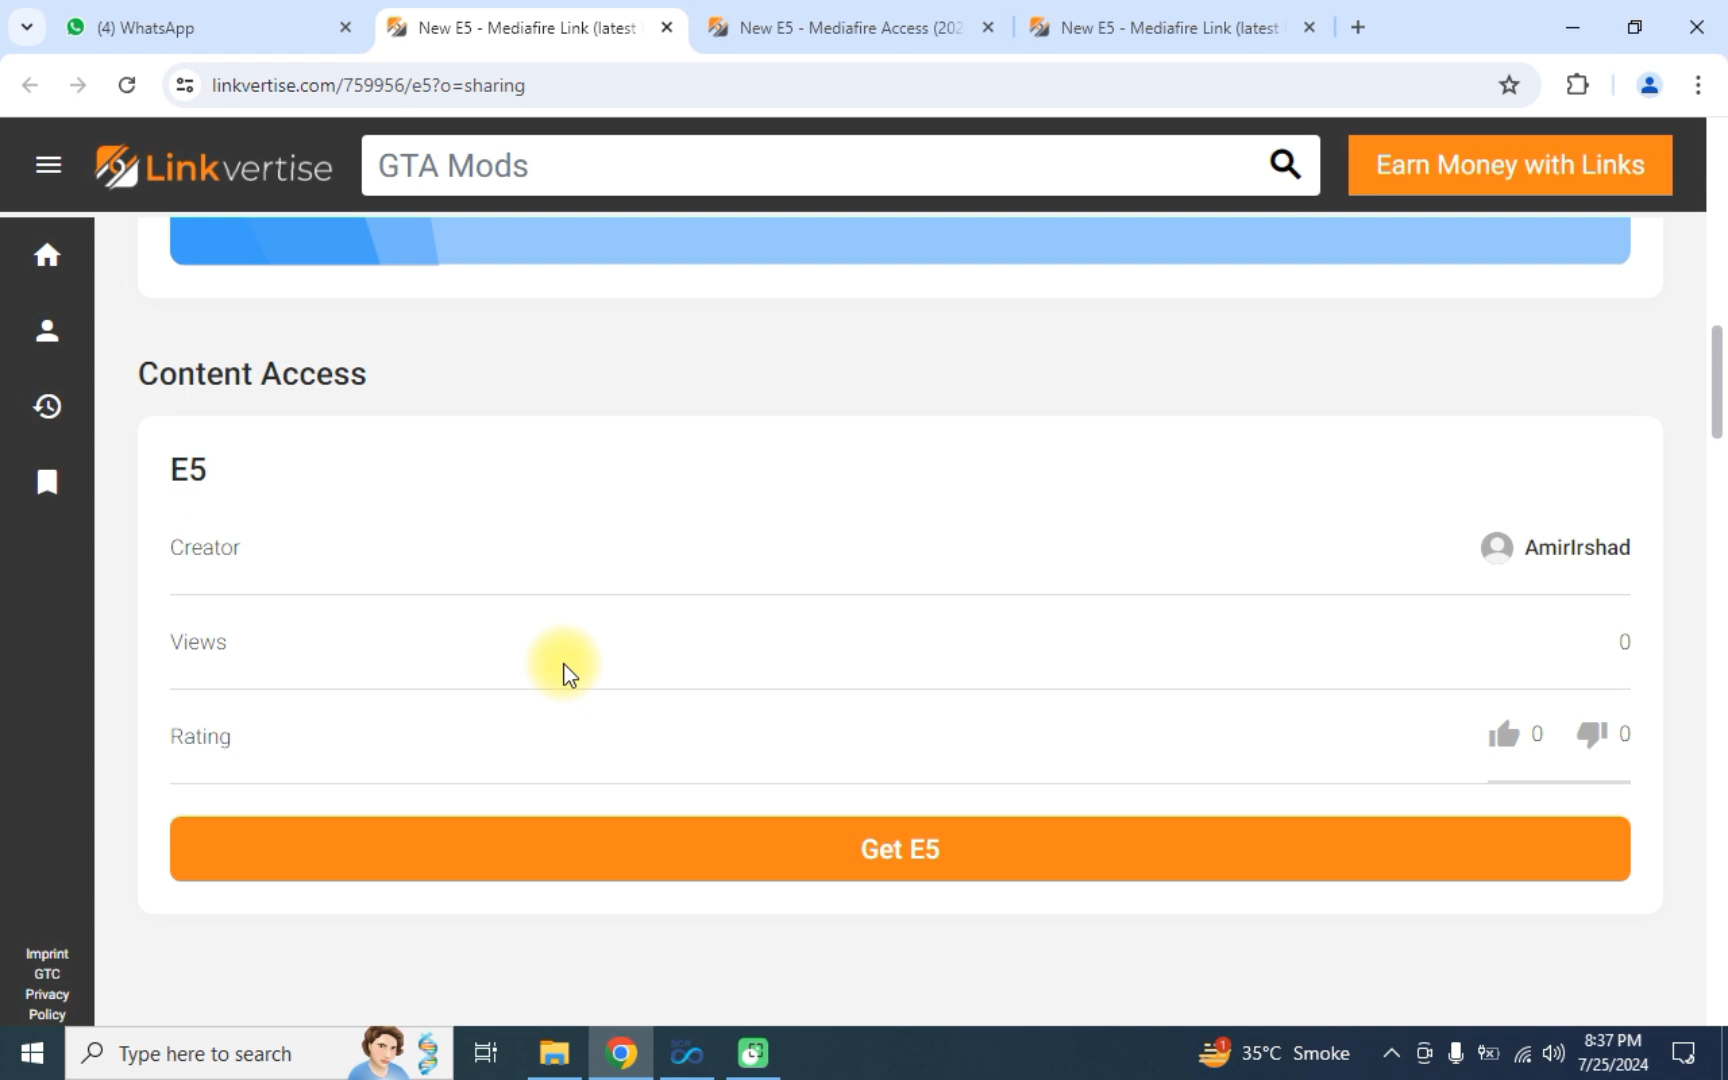 (4) WhatsApp
New E5 - Mediafire Link (latest
New E5 - Mediafire Access (202
New E5 - Mediafire Link (latest
linkvertise.com/759956/e5?o=sharing
Linkvertise
GTA Mods
Earn Money with Links
Content Access
E5
Creator
AmirIrshad
Views
0
Rating
0
0
Get E5
Imprint
GTC
Privacy
Policy
Type here to search
SCR
1
35°C Smoke
8:37 PM
7/25/2024